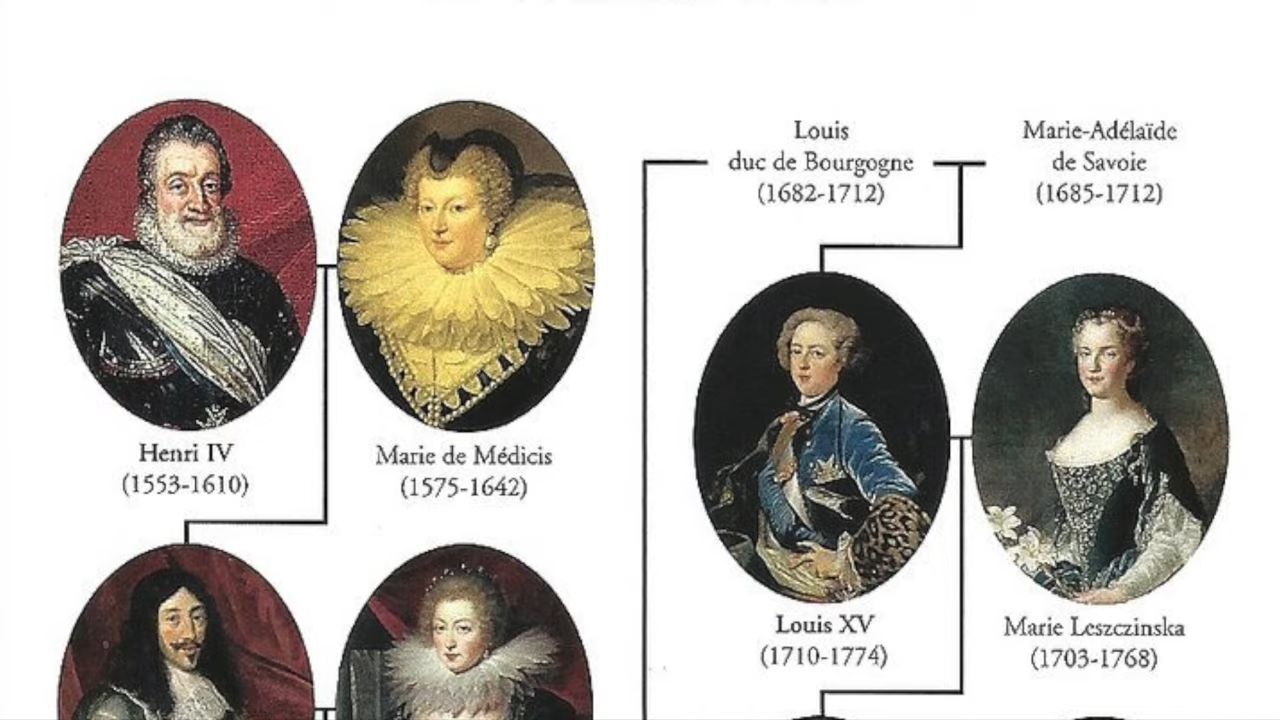 Henri IV
(1553-1610)
Marie de Médicis
(1575-1642)
Louis
duc de Bourgogne
(1682-1712)
Marie-Adélaïde
de Savoie
(1685-1712)
Louis XV
(1710-1774)
Marie Leszczinska
(1703-1768)